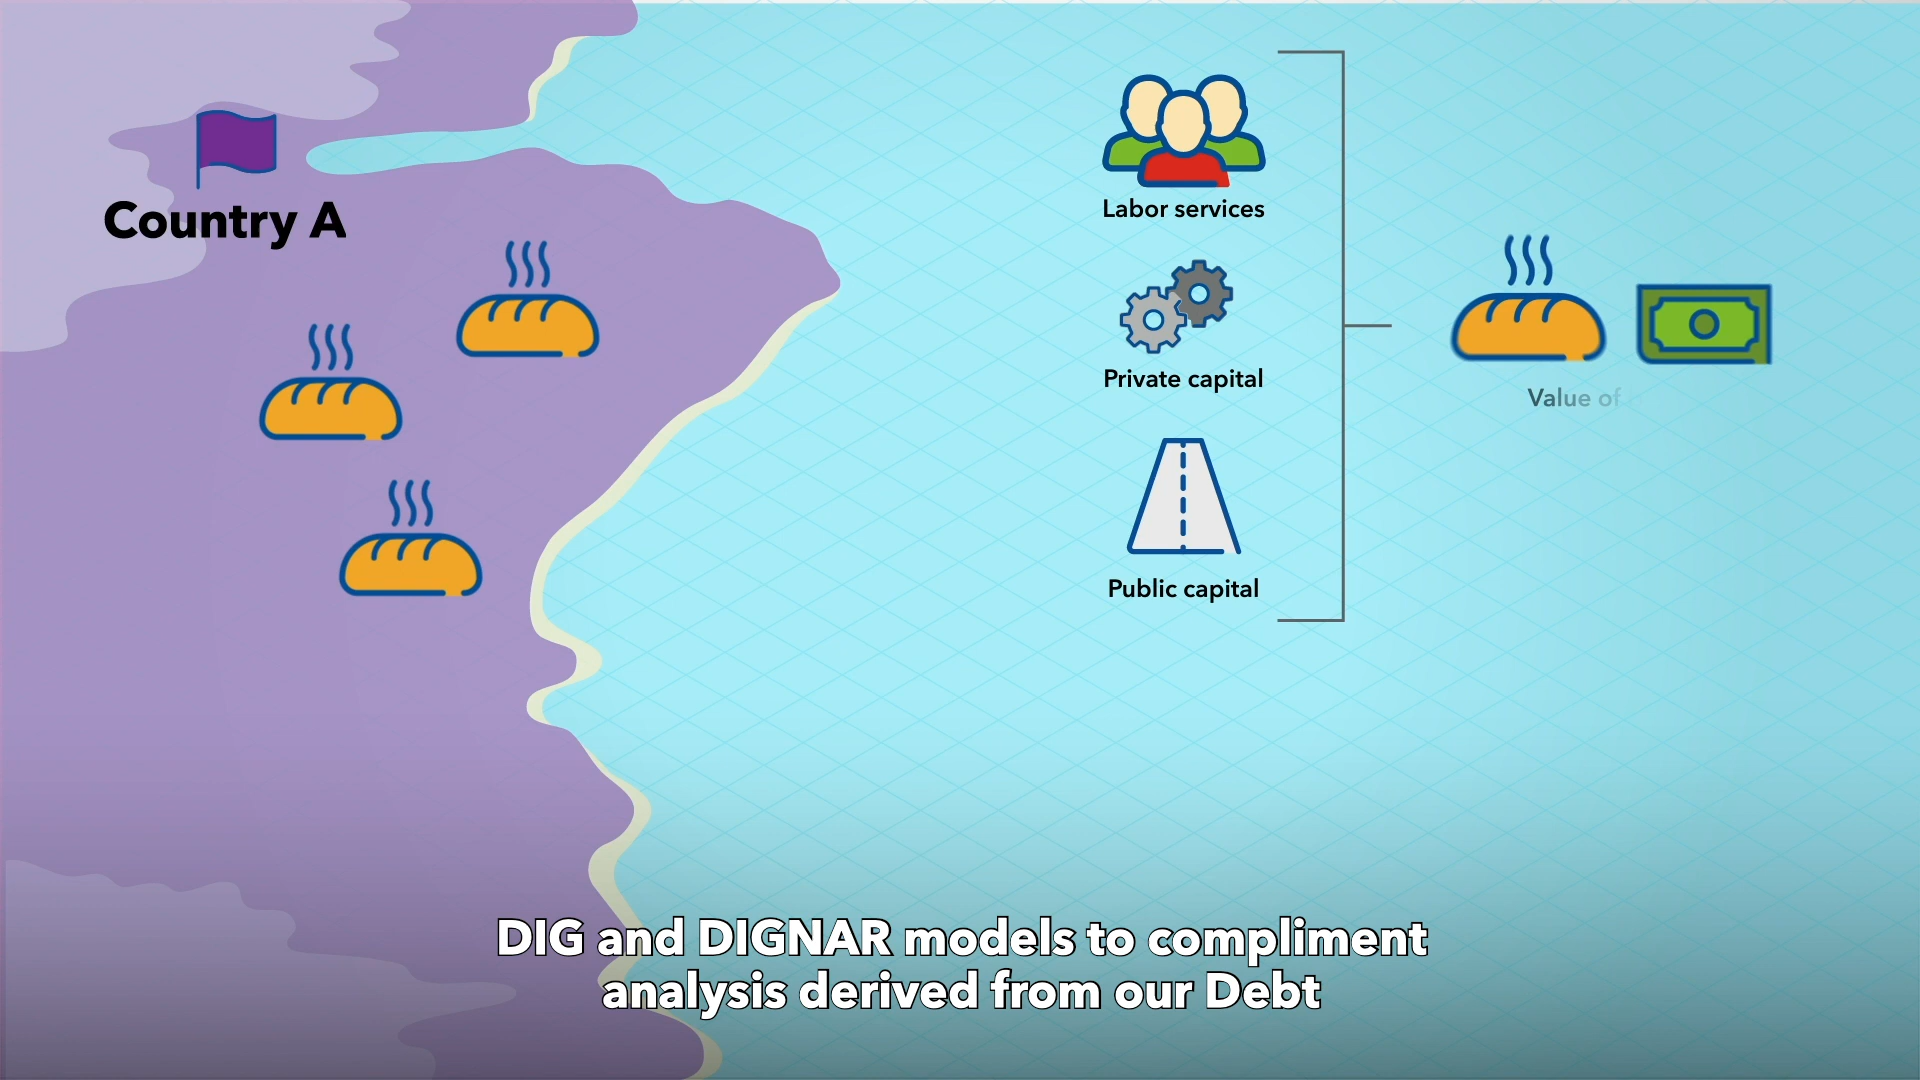 Country A
Labor services
Private capital
Public capital
Value of
DIG and DIGNAR models to compliment
analysis derived from our Debt